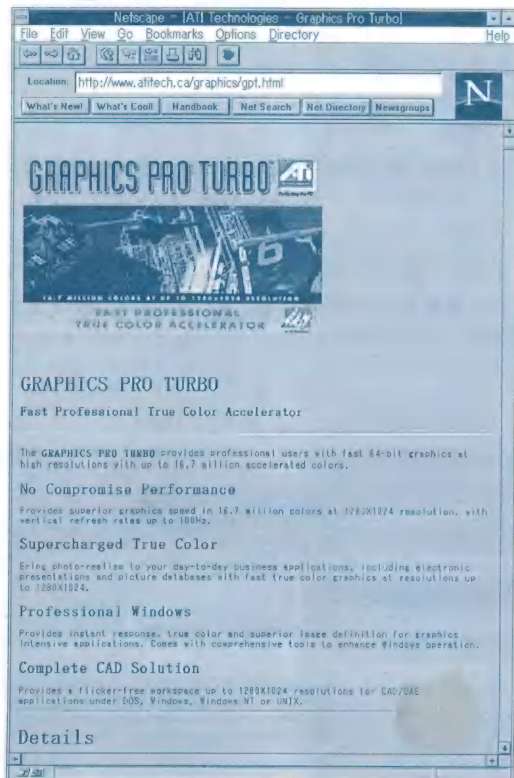 Netscape - [ATI Technologies - Graphics Pro Turbo]
File Edit View Go Bookmarks Options Directory Help
Location: http://www.atitech.ca/graphics/gpt.html
What's New! What's Cool! Handbook Net Search Net Directory Newsgroups
N
GRAPHICS PRO TURBO ATI
16.7 MILLION COLORS AT UP TO 1280X1024 RESOLUTION
FAST PROFESSIONAL
TRUE COLOR ACCELERATOR
GRAPHICS PRO TURBO
Fast Professional True Color Accelerator
The GRAPHICS PRO TURBO provides professional users with fast 64-bit graphics at
high resolutions with up to 16.7 million accelerated colors.
No Compromise Performance
Provides superior graphics speed in 16.7 million colors at 1280X1024 resolution, with
vertical refresh rates up to 100Hz.
Supercharged True Color
Bring photo-realism to your day-to-day business applications, including electronic
presentations and picture databases with fast true color graphics at resolutions up
to 1280X1024.
Professional Windows
Provides instant response, true color and superior image definition for graphics
intensive applications. Comes with comprehensive tools to enhance Windows operation.
Complete CAD Solution
Provides a flicker-free workspace up to 1280X1024 resolutions for CAD/CAE
applications under DOS, Windows, Windows NT or UNIX.
Details